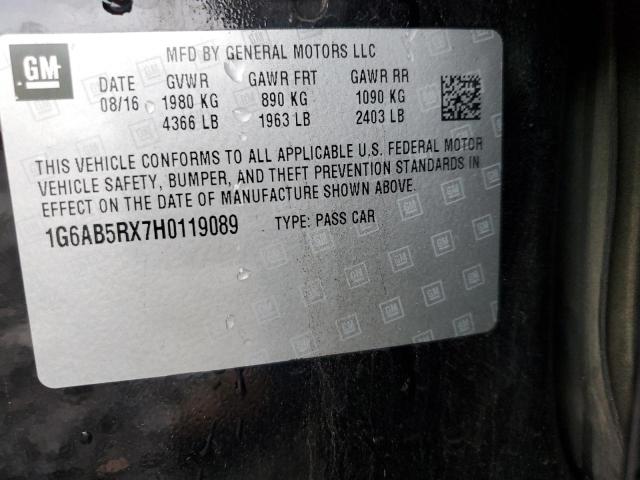 GM
MFD BY GENERAL MOTORS LLC
DATE GVWR GAWR FRT GAWR RR
08/16 1980 KG 890 KG 1090 KG
4366 LB 1963 LB 2403 LB
THIS VEHICLE CONFORMS TO ALL APPLICABLE U.S. FEDERAL MOTOR
VEHICLE SAFETY, BUMPER, AND THEFT PREVENTION STANDARDS IN
EFFECT ON THE DATE OF MANUFACTURE SHOWN ABOVE.
1G6AB5RX7H0119089 TYPE: PASS CAR